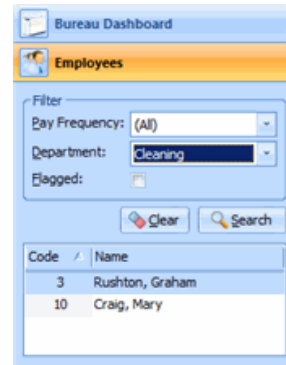 Bureau Dashboard
Employees
Filter
Pay Frequency: (All)
Department: Cleaning
Flagged:
Clear Search
Code Name
3 Rushton, Graham
10 Craig, Mary